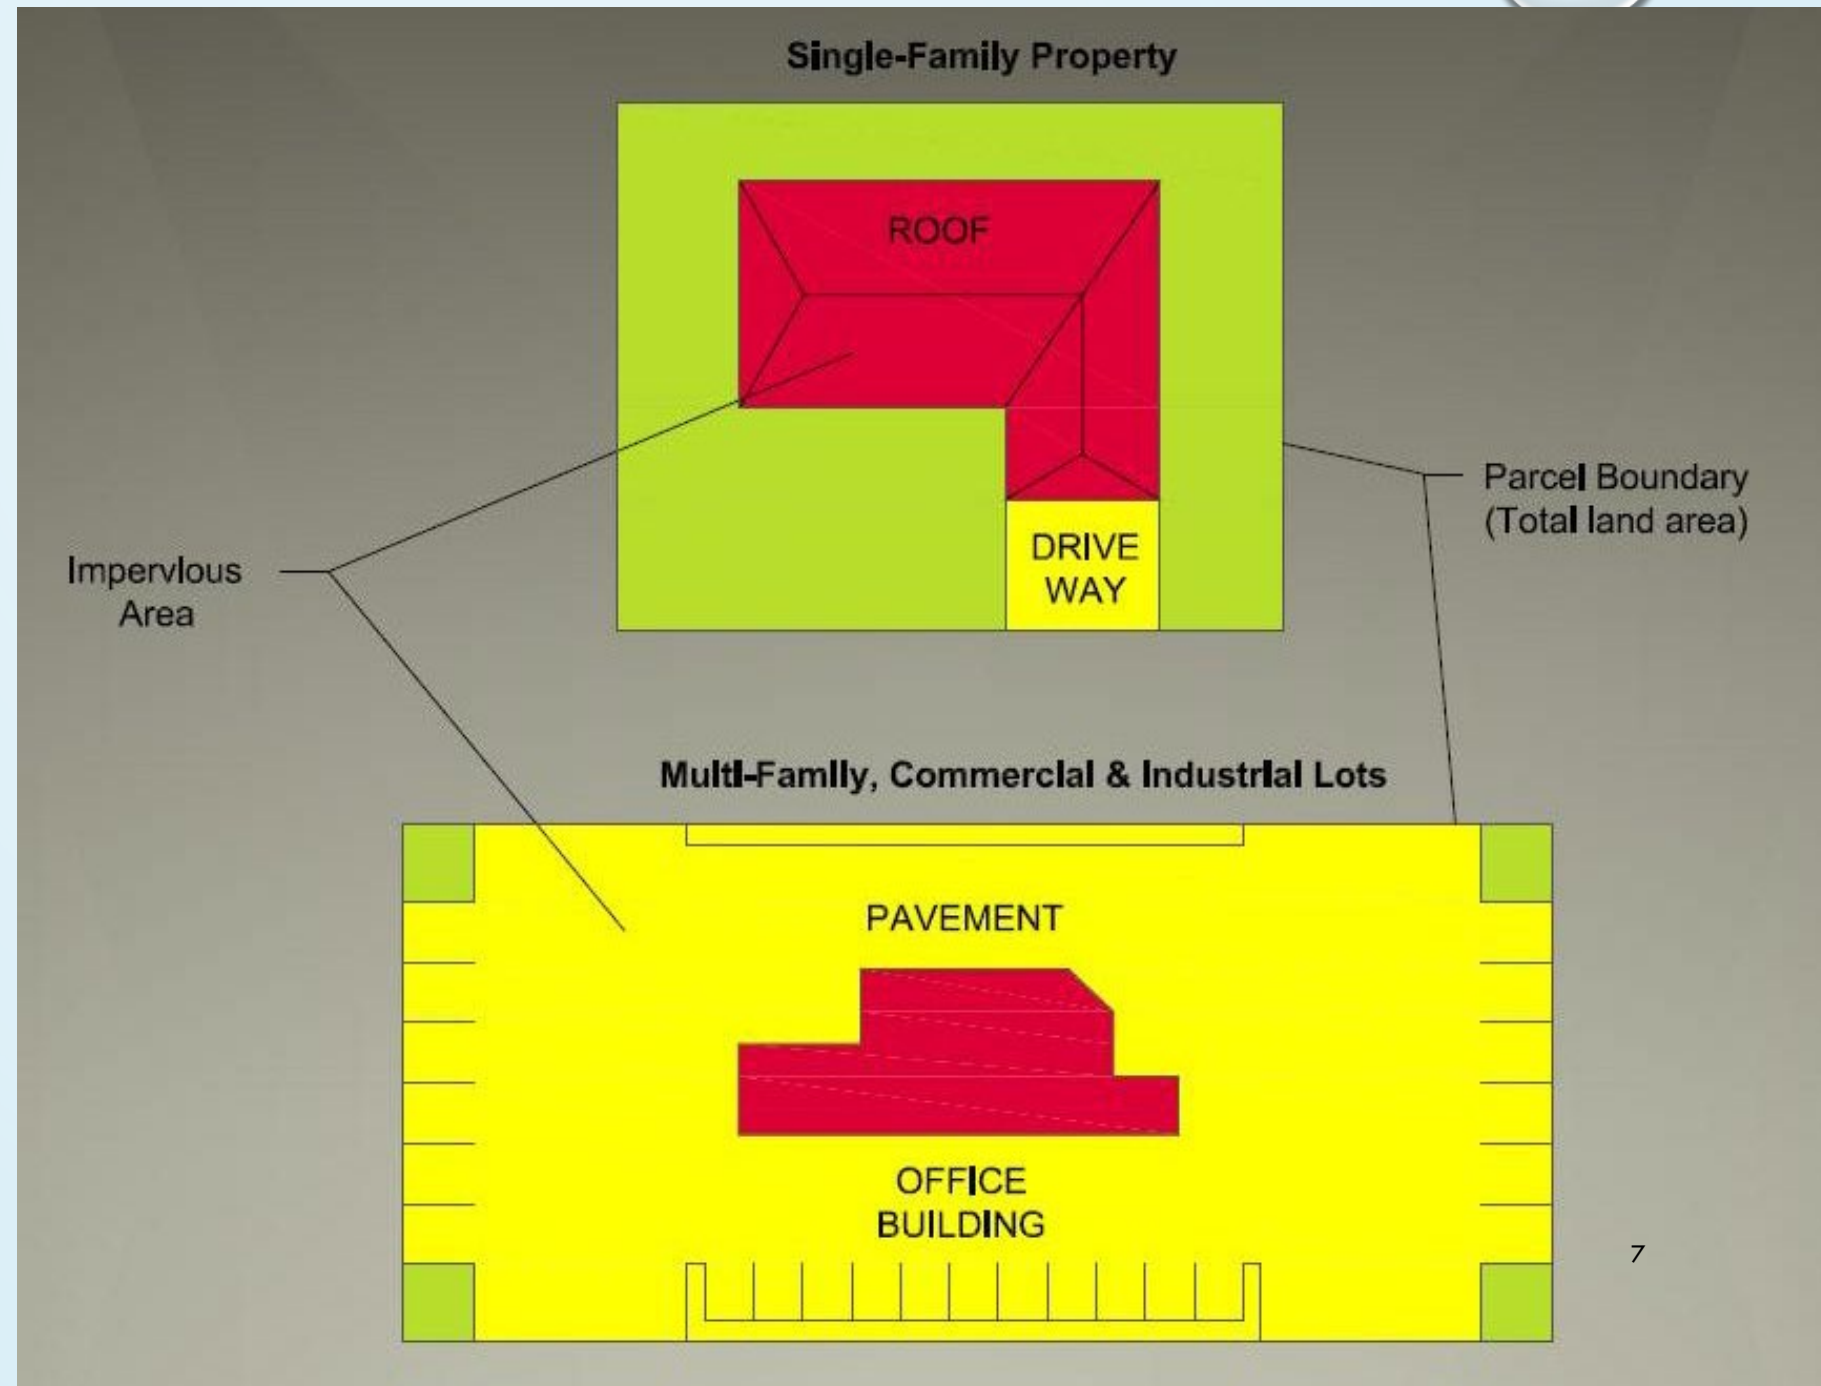 Single-Family Property
ROOF
DRIVE
WAY
Parcel Boundary
(Total land area)
Impervious
Area
Multi-Family, Commercial & Industrial Lots
PAVEMENT
OFFICE
BUILDING
7